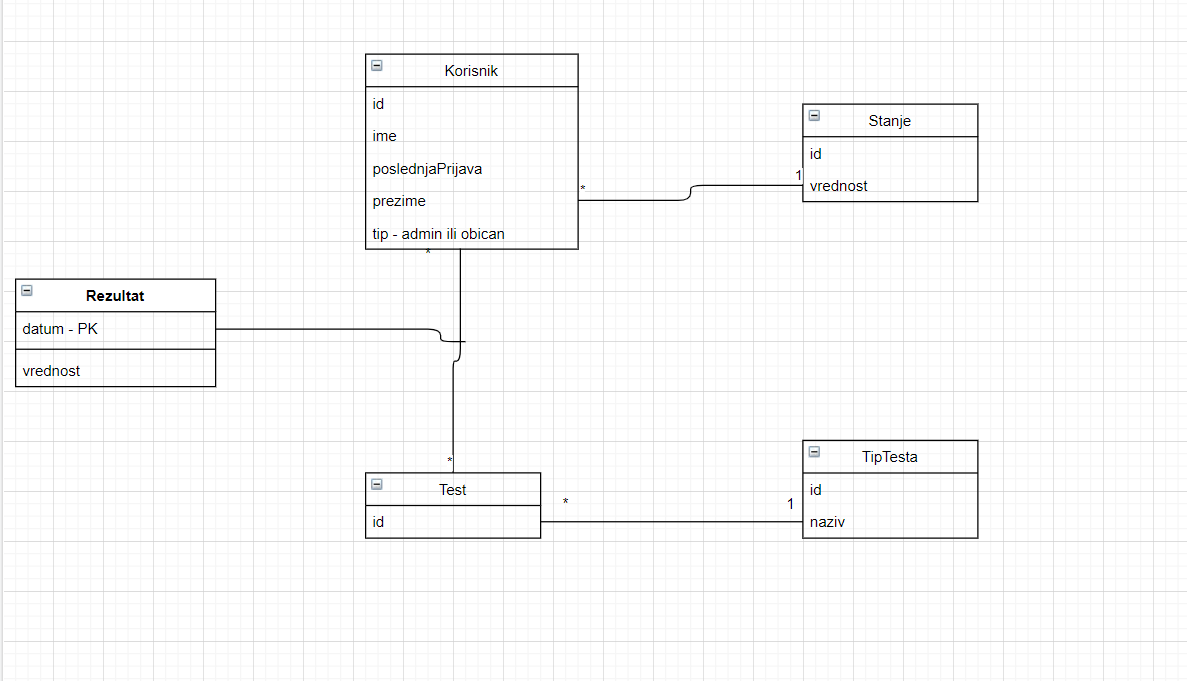 Korisnik
id
ime
poslednjaPrijava
prezime
tip - admin ili obican
*
*
Stanje
id
1
vrednost
Rezultat
datum - PK
vrednost
*
Test
id
*
1
TipTesta
id
naziv